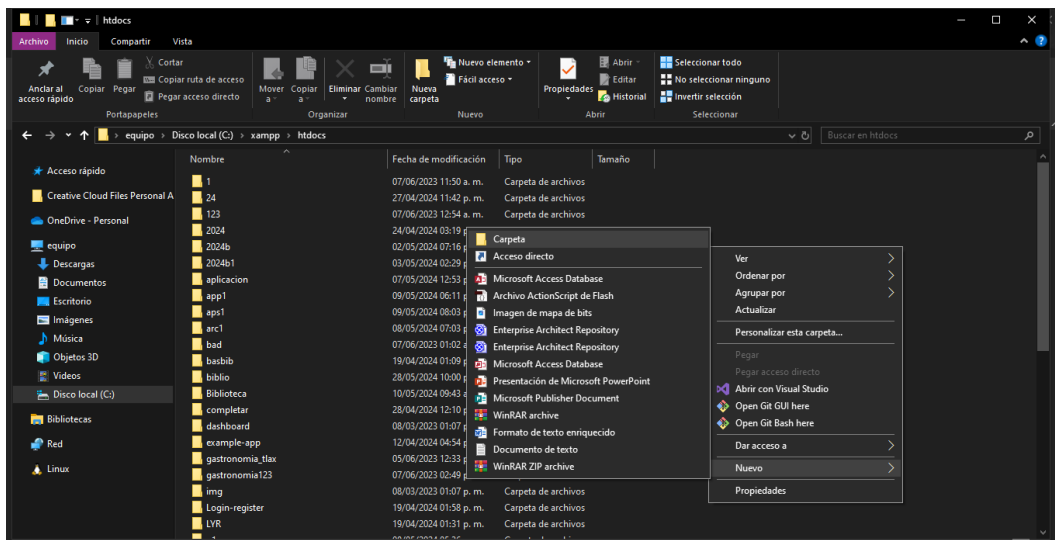 htdocs
Archivo Inicio Compartir Vista
Anclar al acceso rápido
Copiar
Pegar
Cortar
Copiar ruta de acceso
Pegar acceso directo
Portapapeles
Mover a
Copiar a
Eliminar
Cambiar nombre
Organizar
Nueva carpeta
Nuevo elemento
Fácil acceso
Nuevo
Propiedades
Abrir
Editar
Historial
Abrir
Seleccionar todo
No seleccionar ninguno
Invertir selección
Seleccionar
equipo > Disco local (C:) > xampp > htdocs
Buscar en htdocs
Acceso rápido
Creative Cloud Files Personal A
OneDrive - Personal
equipo
Descargas
Documentos
Escritorio
Imágenes
Música
Objetos 3D
Videos
Disco local (C:)
Bibliotecas
Red
Linux
Nombre Fecha de modificación Tipo Tamaño
1 07/06/2023 11:50 a. m. Carpeta de archivos
24 27/04/2024 11:42 p. m. Carpeta de archivos
123 07/06/2023 12:54 a. m. Carpeta de archivos
2024 24/04/2024 03:19 p
2024b 02/05/2024 07:16 p
2024b1 03/05/2024 02:29 p
aplicacion 07/05/2024 12:53 p
app1 09/05/2024 06:11 p
aps1 09/05/2024 08:03 p
arc1 08/05/2024 07:03 p
bad 07/06/2023 01:02 a
basbib 19/04/2024 01:09 p
biblio 28/05/2024 10:00 p
Biblioteca 10/05/2024 09:43 a
completar 28/04/2024 12:10 p
dashboard 08/03/2023 01:07 p
example-app 12/04/2024 04:54 p
gastronomia_tlax 05/06/2023 12:33 p
gastronomia123 07/06/2023 02:49 p
img 08/03/2023 01:07 p. m. Carpeta de archivos
Login-register 19/04/2024 01:58 p. m. Carpeta de archivos
LYR 19/04/2024 01:31 p. m. Carpeta de archivos
Carpeta
Acceso directo
Microsoft Access Database
Archivo ActionScript de Flash
Imagen de mapa de bits
Enterprise Architect Repository
Enterprise Architect Repository
Microsoft Access Database
Presentación de Microsoft PowerPoint
Microsoft Publisher Document
WinRAR archive
Formato de texto enriquecido
Documento de texto
WinRAR ZIP archive
Ver
Ordenar por
Agrupar por
Actualizar
Personalizar esta carpeta...
Pegar
Pegar acceso directo
Abrir con Visual Studio
Open Git GUI here
Open Git Bash here
Dar acceso a
Nuevo
Propiedades